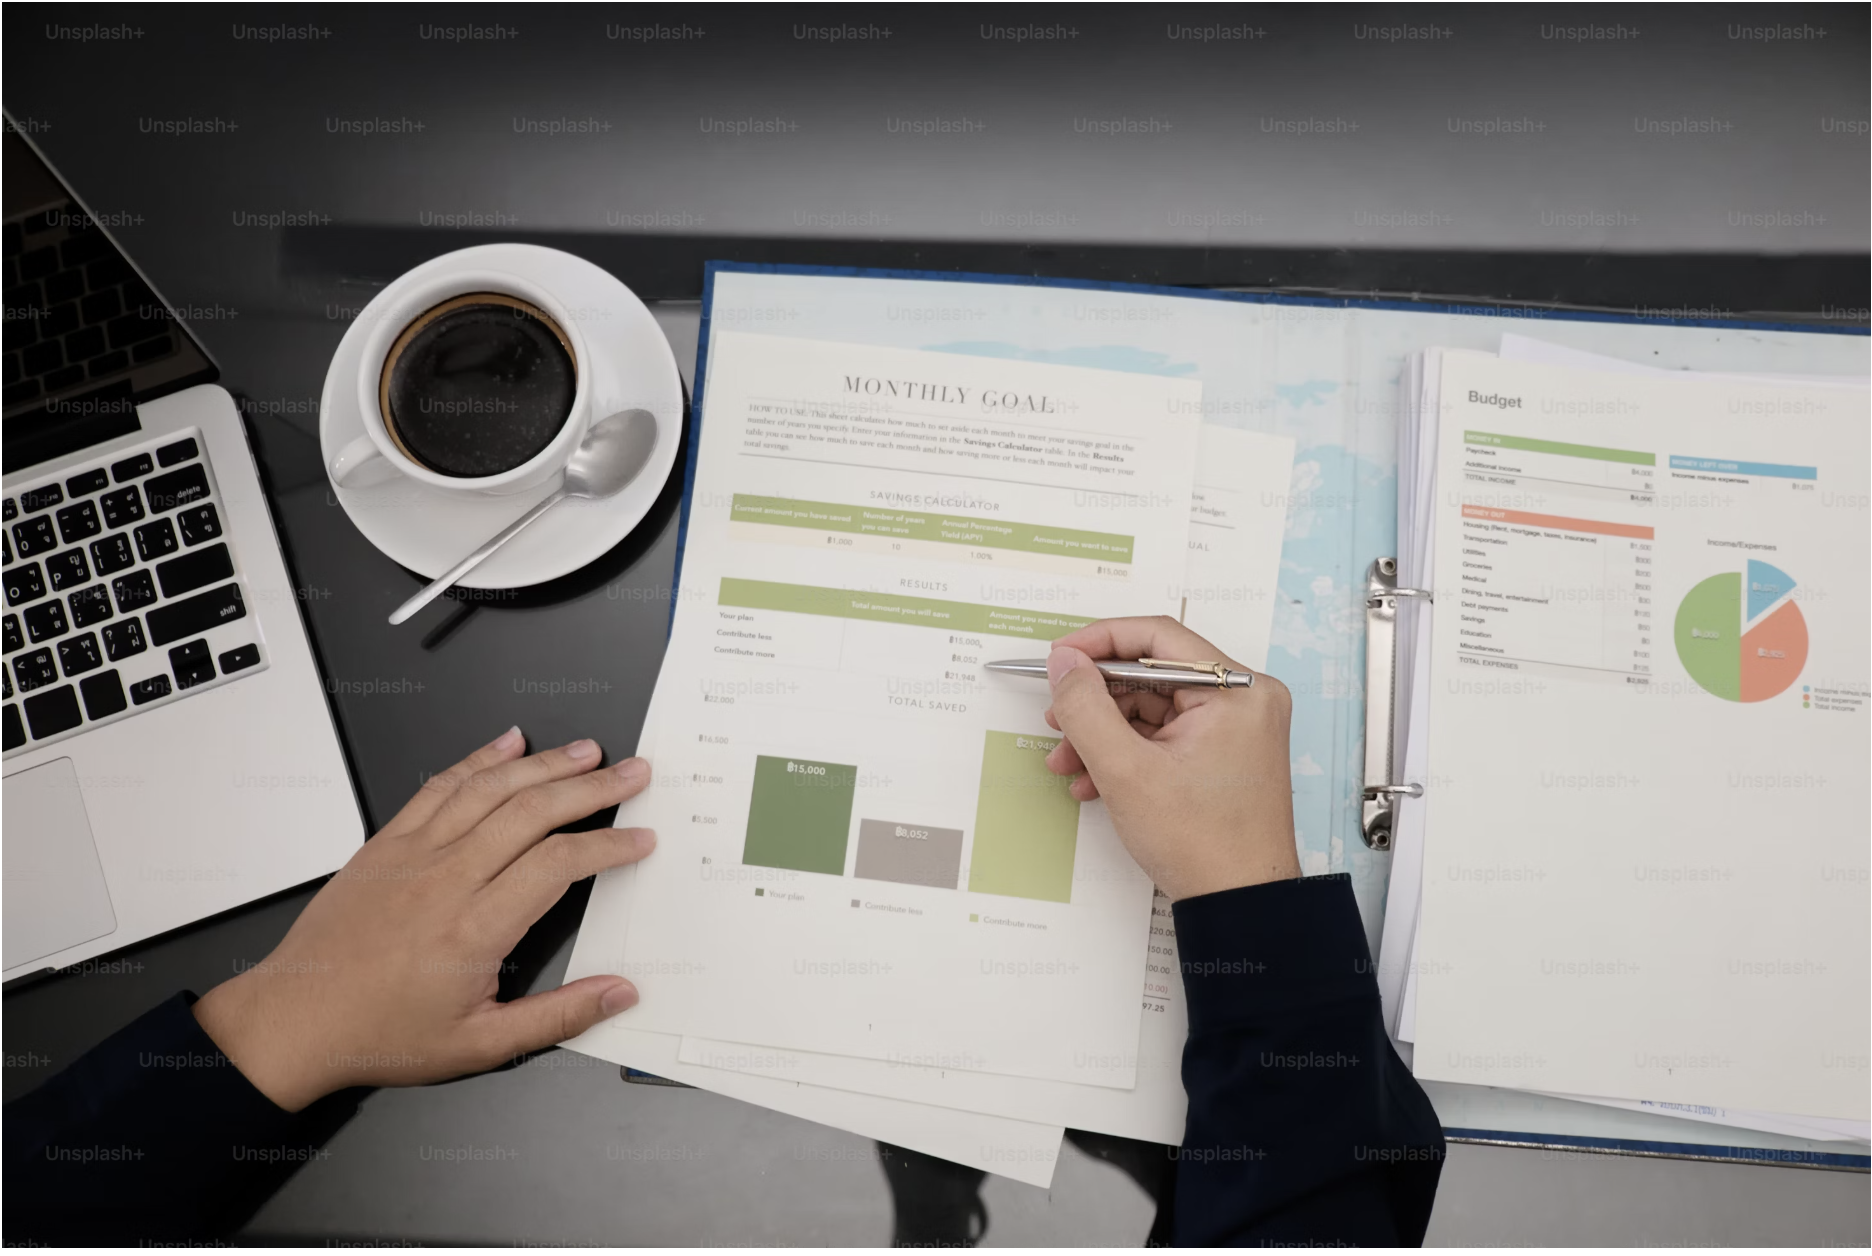 MONTHLY GOAL
HOW TO USE: This sheet calculates how much to set aside each month to meet your savings goal in the
number of years you specify. Enter your information in the Savings Calculator table. In the Results
table you can see how much to save each month and how saving more or less each month will impact your
total savings.
SAVINGS CALCULATOR
Current amount you have saved Number of years you can save Annual Percentage Yield (APY) Amount you want to save
฿1,000 10 1.00% ฿15,000
RESULTS
Total amount you will save Amount you need to each month
Your plan ฿15,000
Contribute less ฿8,052
Contribute more ฿21,948
TOTAL SAVED
฿22,000
฿16,500
฿11,000
฿5,500
฿0
฿15,000
฿8,052
฿21,948
Your plan
Contribute less
Contribute more
1
Budget
MONEY IN
Paycheck ฿4,000
Additional income ฿0
TOTAL INCOME ฿4,000
MONEY LEFT OVER
Income minus expenses
MONEY OUT
Housing (Rent, mortgage, taxes, insurance)
Transportation
Utilities
Groceries
Medical
Dining, travel, entertainment
Debt payments
Savings
Education
Miscellaneous
TOTAL EXPENSES
Income/Expenses
Income minus
Total expenses
Total income
1
delete
shift
Unsplash+